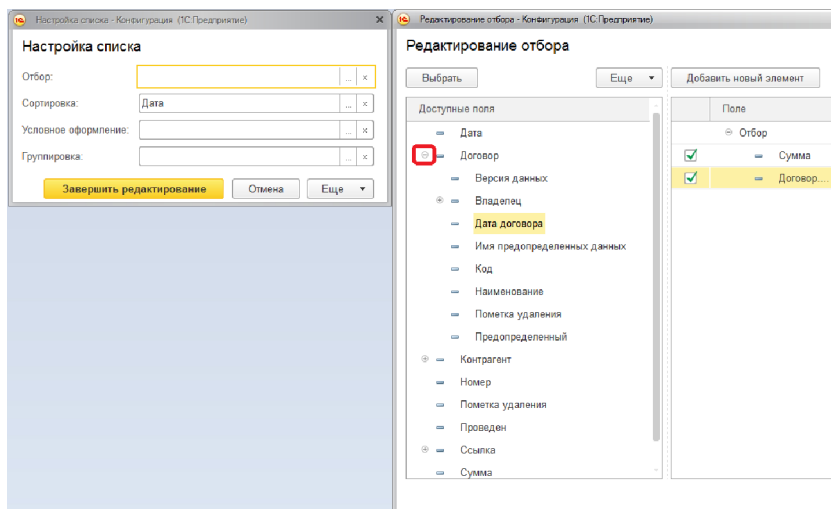 Настройка списка - Конфигурация (1С:Предприятие)
Настройка списка
Отбор:
Сортировка: Дата
Условное оформление:
Группировка:
Завершить редактирование Отмена Еще
Редактирование отбора - Конфигурация (1С:Предприятие)
Редактирование отбора
Выбрать Еще Добавить новый элемент
Доступные поля
Дата
Договор
Версия данных
Владелец
Дата договора
Имя предопределенных данных
Код
Наименование
Пометка удаления
Предопределенный
Контрагент
Номер
Пометка удаления
Проведен
Ссылка
Сумма
Поле
Отбор
Сумма
Договор....